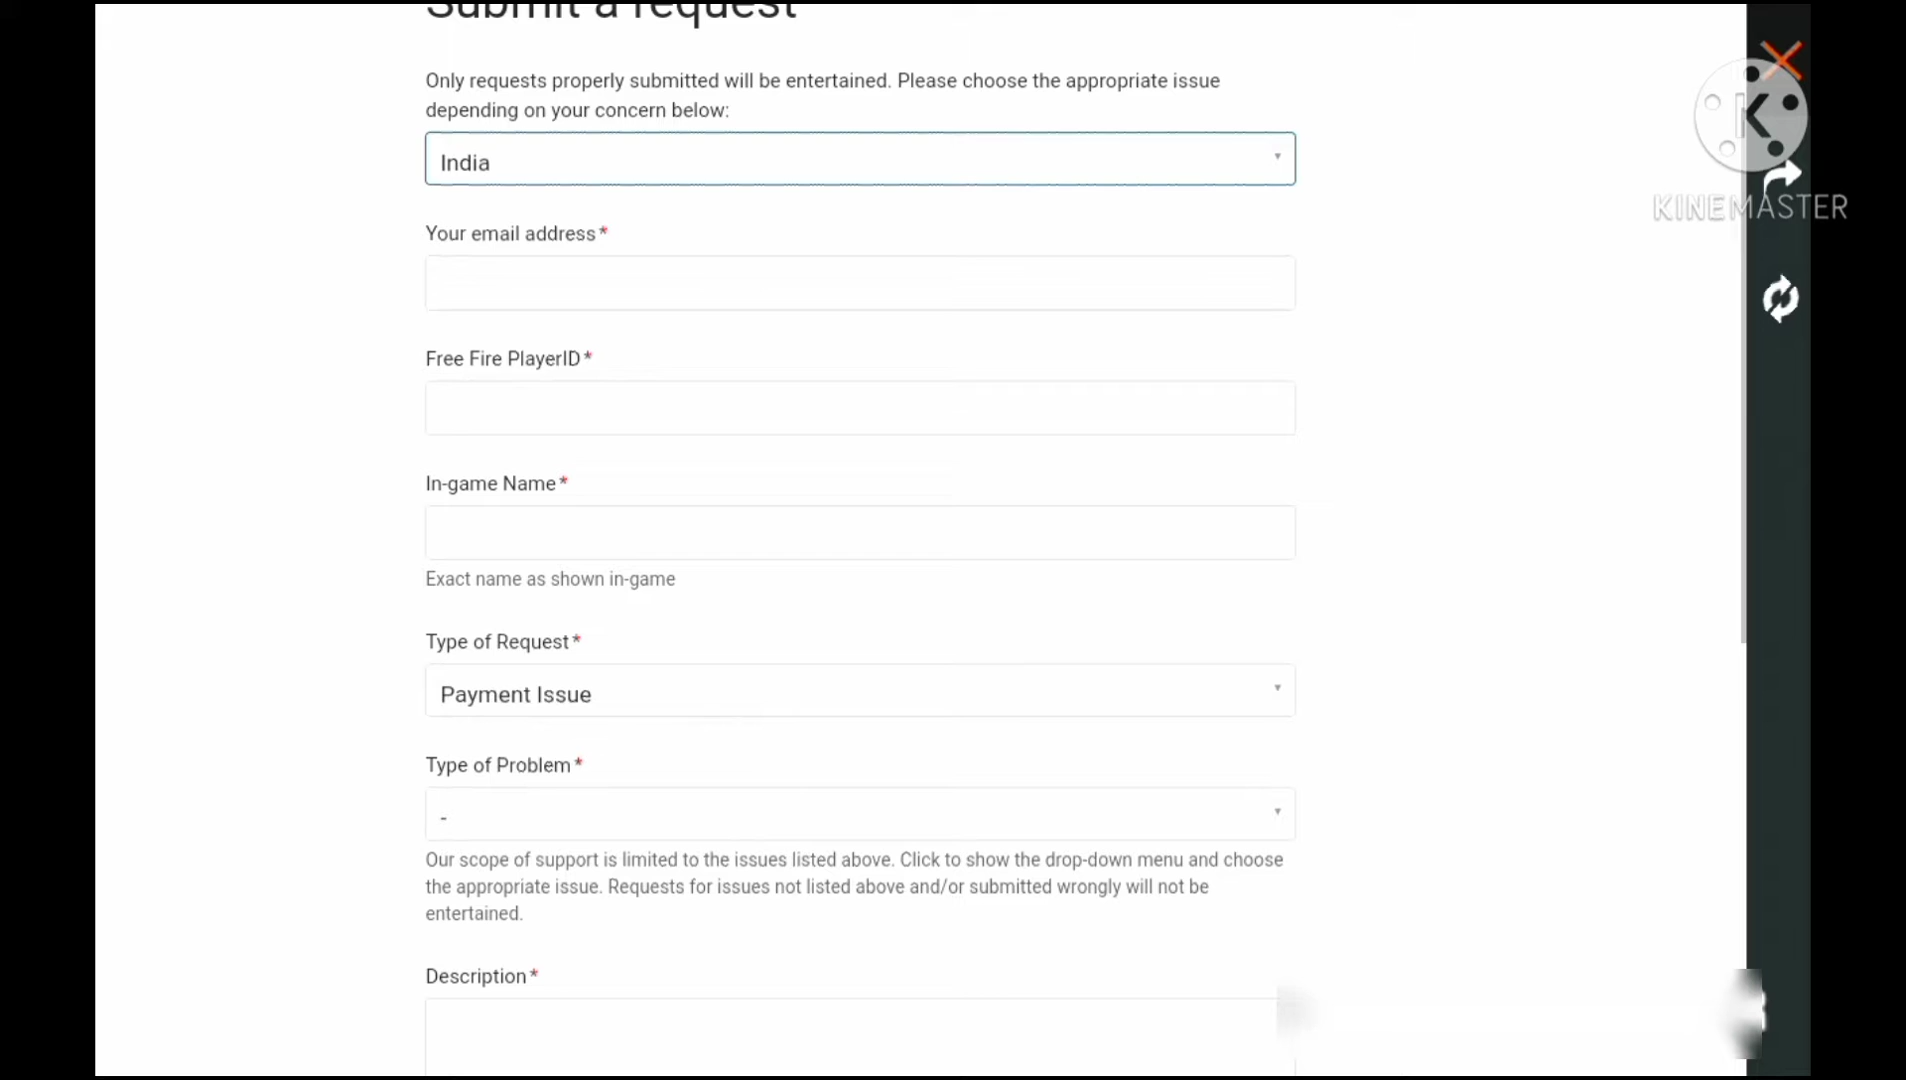 Submit a request
Only requests properly submitted will be entertained. Please choose the appropriate issue
depending on your concern below:
India
Your email address*
Free Fire PlayerID*
In-game Name*
Exact name as shown in-game
Type of Request*
Payment Issue
Type of Problem*
-
Our scope of support is limited to the issues listed above. Click to show the drop-down menu and choose
the appropriate issue. Requests for issues not listed above and/or submitted wrongly will not be
entertained.
Description*
K
KINEMASTER